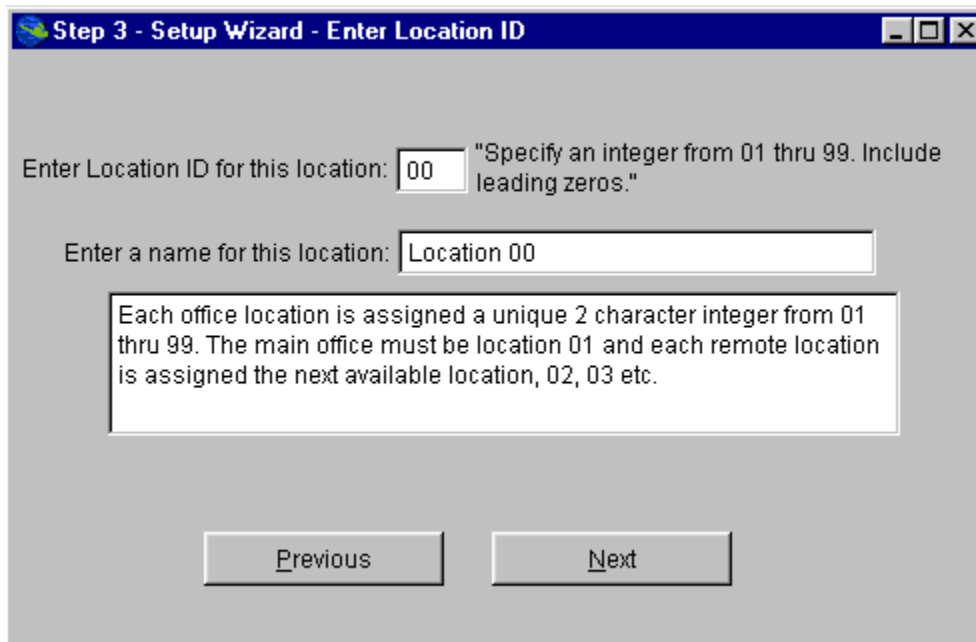 Step 3 - Setup Wizard - Enter Location ID
Enter Location ID for this location: 00 "Specify an integer from 01 thru 99. Include
leading zeros."
Enter a name for this location: Location 00
Each office location is assigned a unique 2 character integer from 01
thru 99. The main office must be location 01 and each remote location
is assigned the next available location, 02, 03 etc.
Previous Next